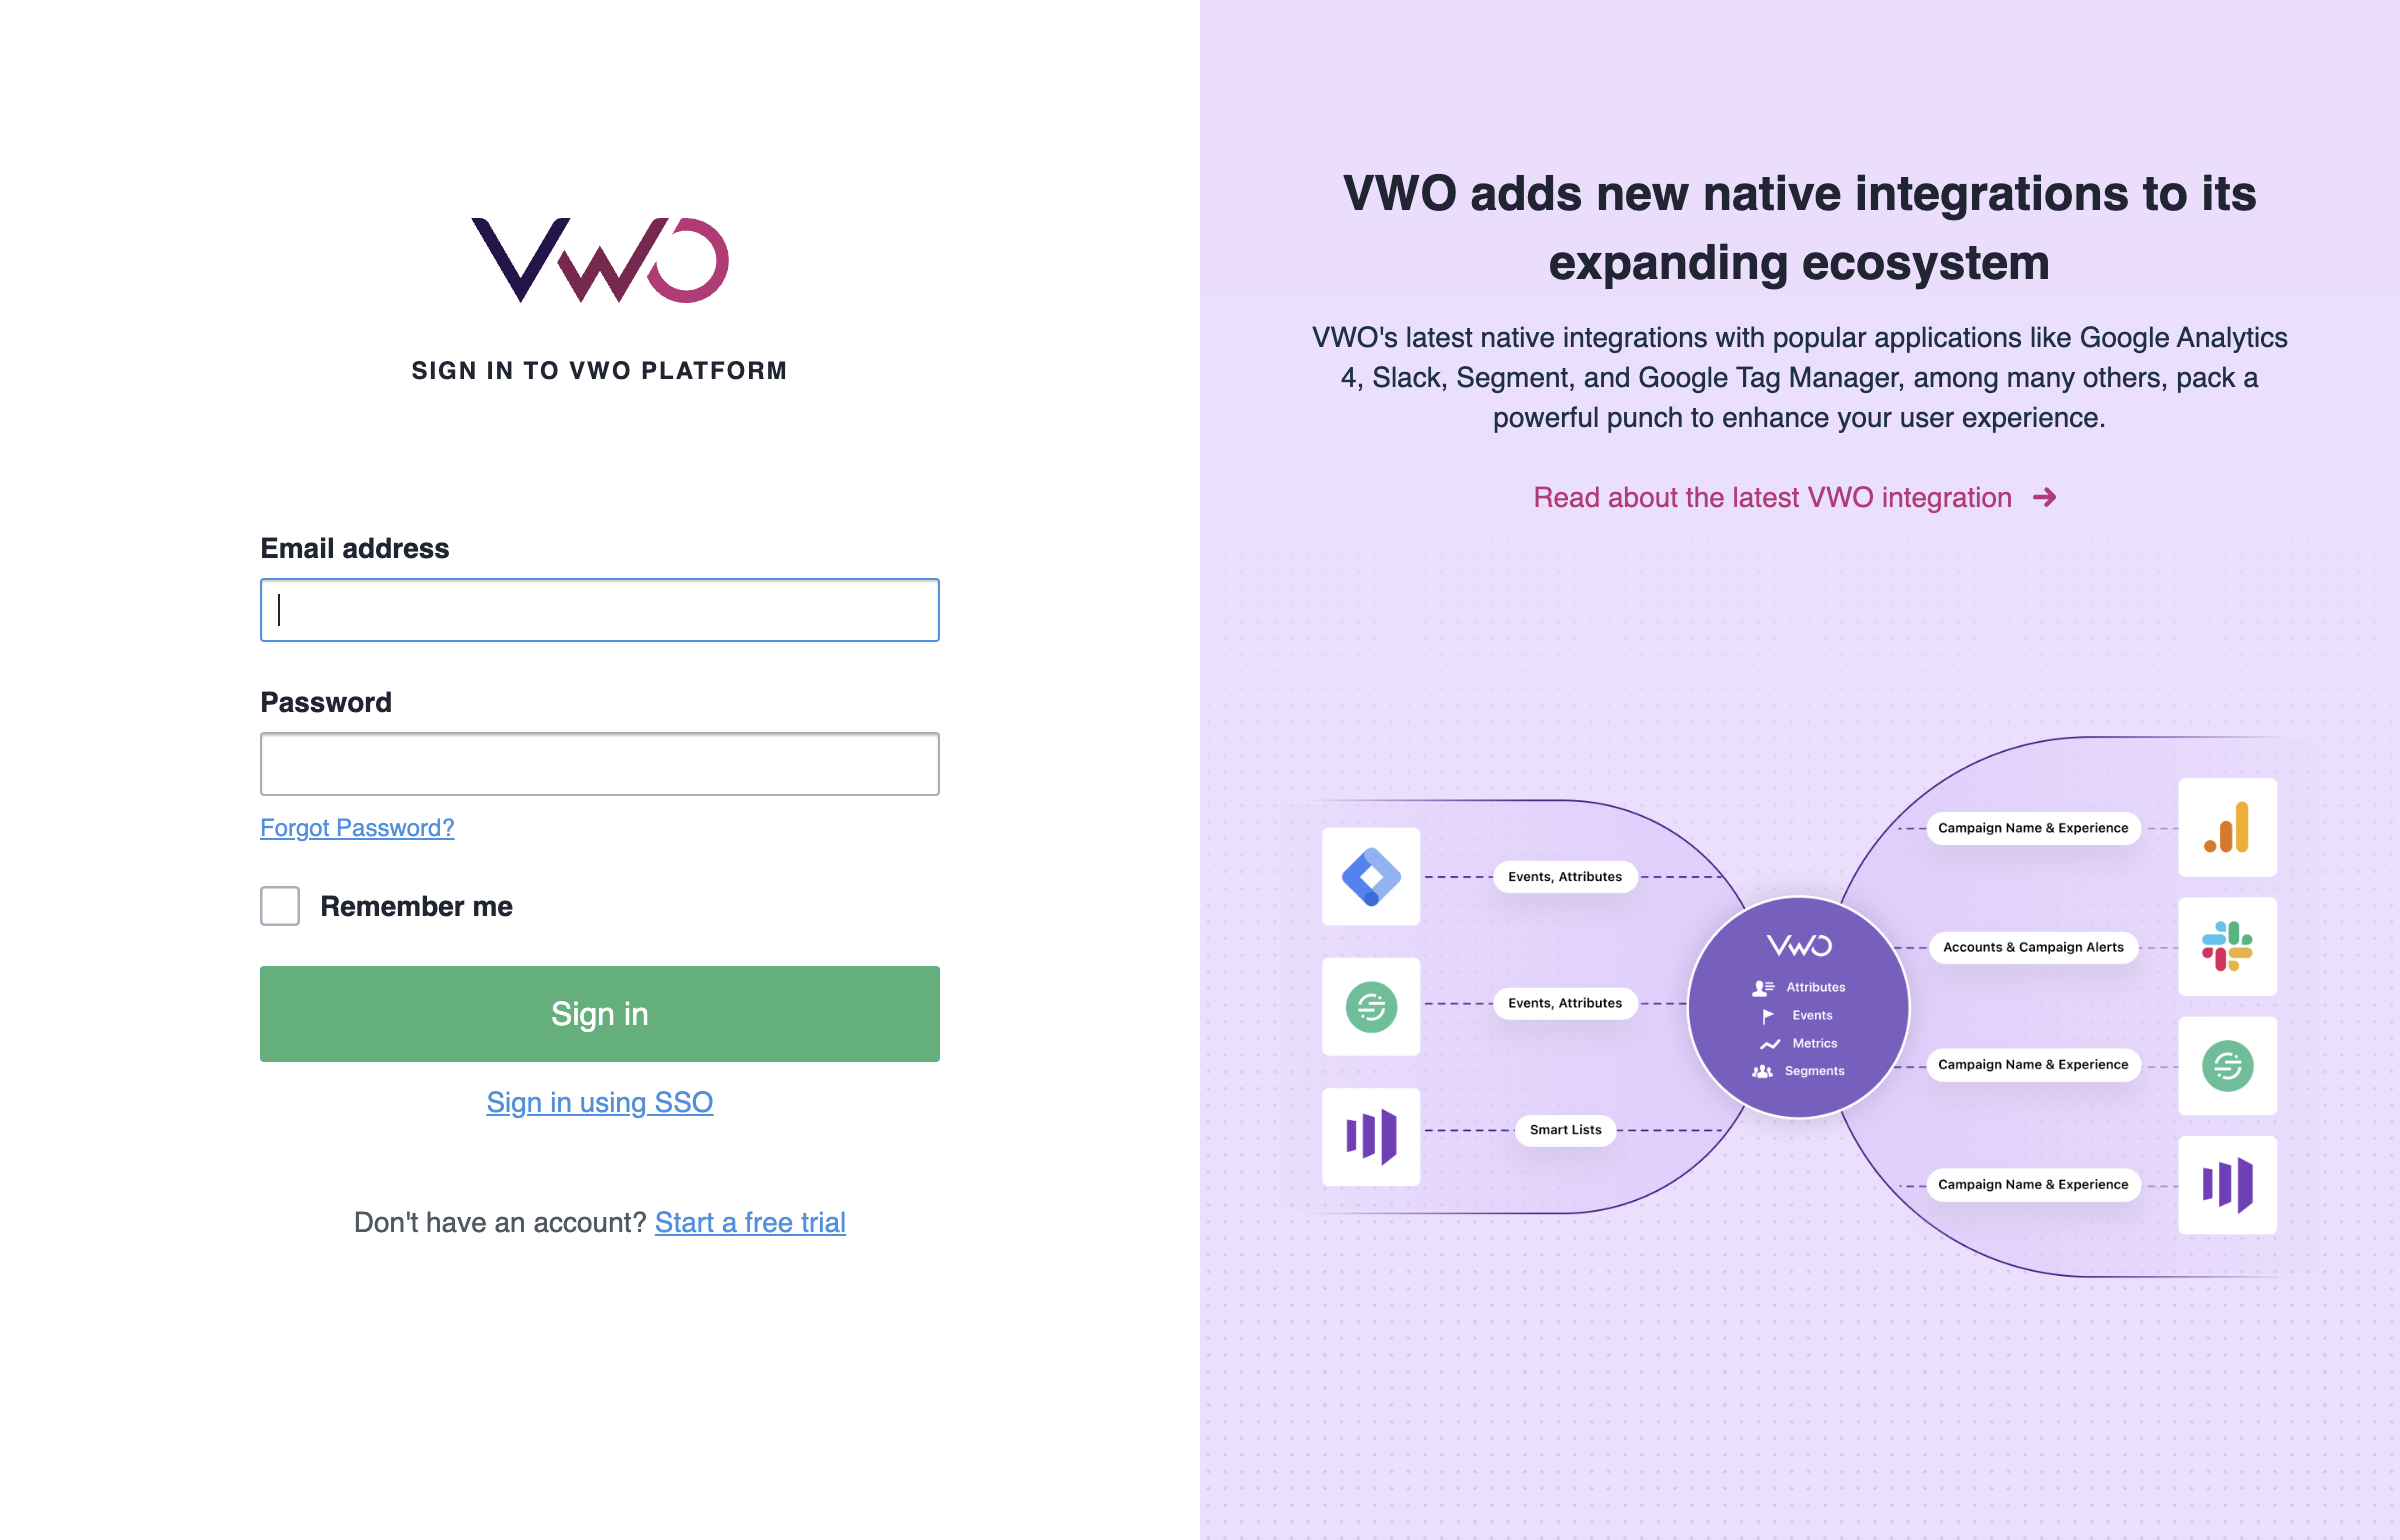 VWO
SIGN IN TO VWO PLATFORM
Email address
Password
Forgot Password?
Remember me
Sign in
Sign in using SSO
Don't have an account? Start a free trial
VWO adds new native integrations to its
expanding ecosystem
VWO's latest native integrations with popular applications like Google Analytics
4, Slack, Segment, and Google Tag Manager, among many others, pack a
powerful punch to enhance your user experience.
Read about the latest VWO integration
Events, Attributes
Events, Attributes
Smart Lists
VWO
Attributes
Events
Metrics
Segments
Campaign Name & Experience
Accounts & Campaign Alerts
Campaign Name & Experience
Campaign Name & Experience